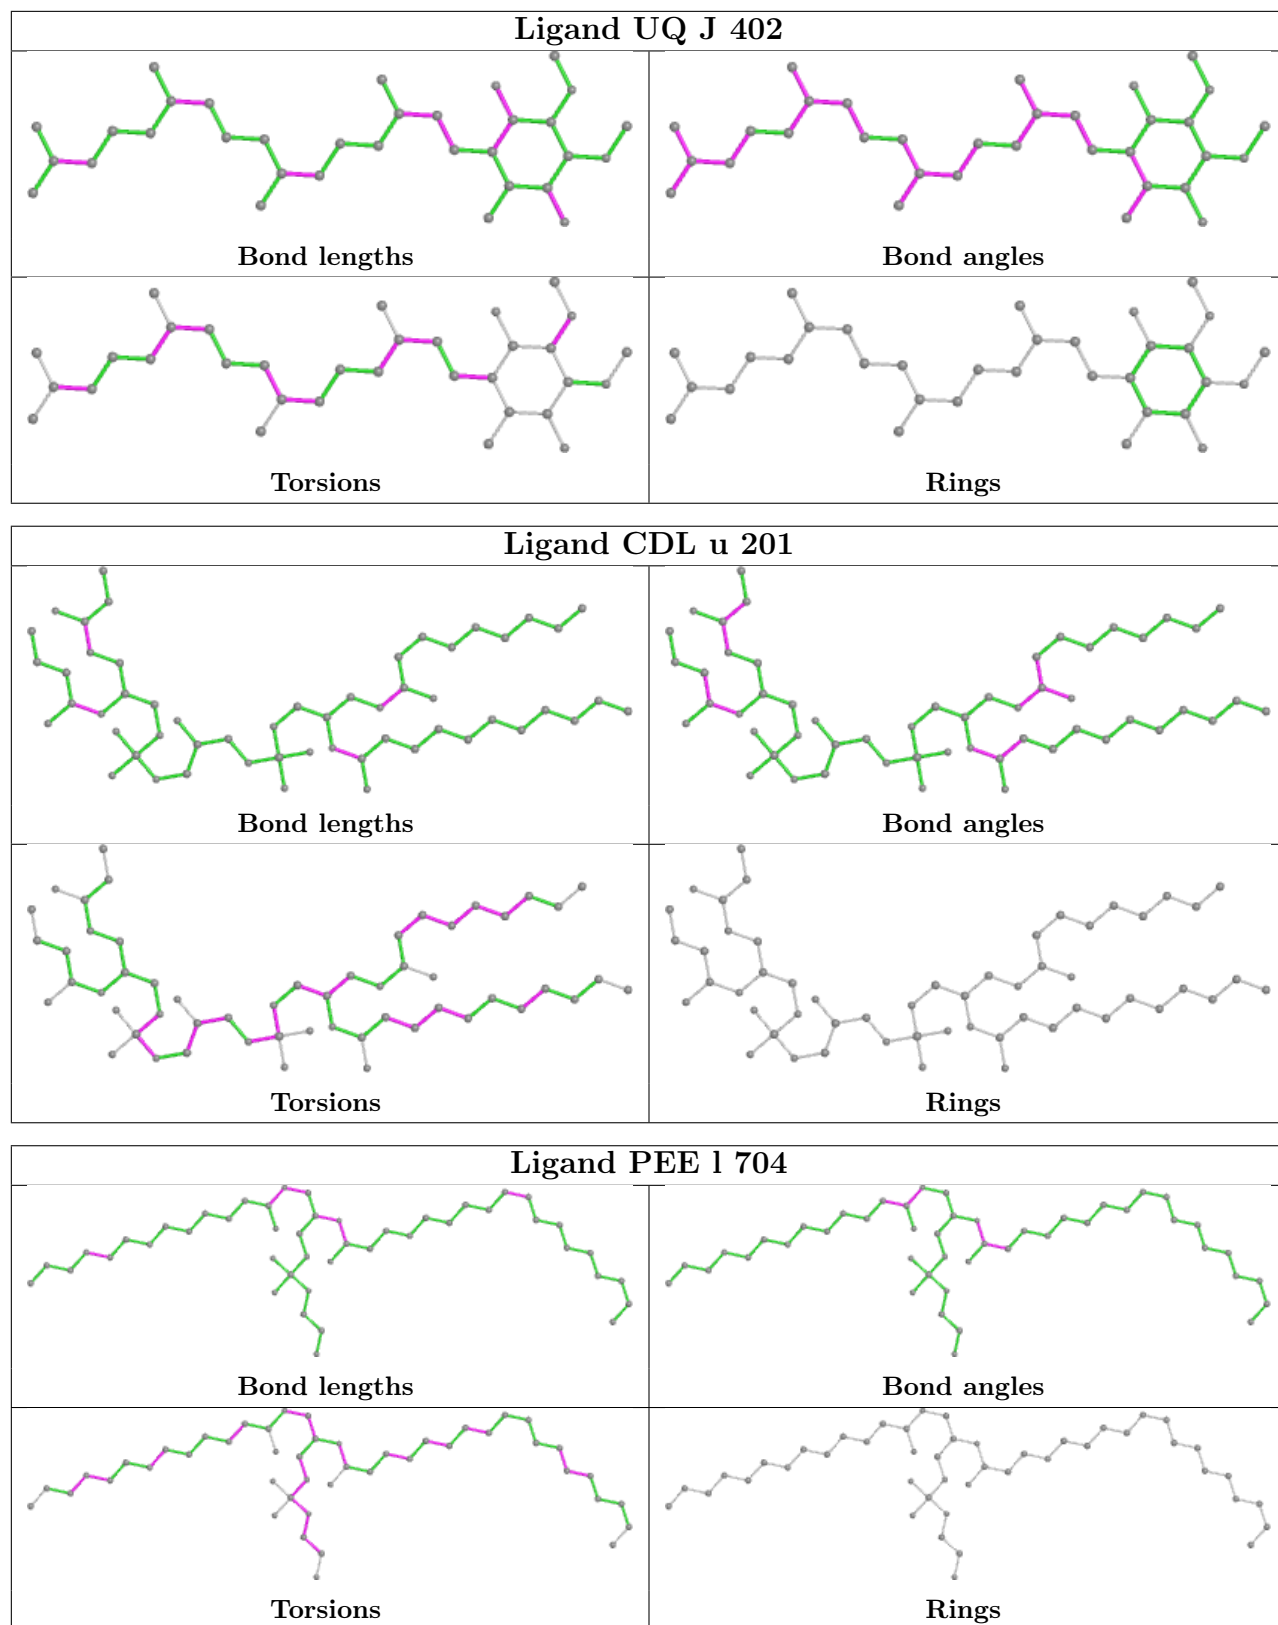 Ligand UQ J 402
Bond lengths
Bond angles
Torsions
Rings
Ligand CDL u 201
Bond lengths
Bond angles
Torsions
Rings
Ligand PEE l 704
Bond lengths
Bond angles
Torsions
Rings